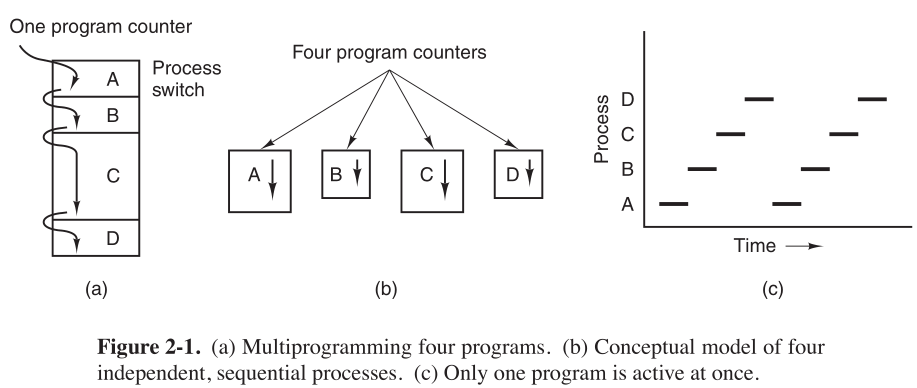 One program counter
Process
switch
A
B
C
D
(a)
Four program counters
A
B
C
D
(b)
Process
D
C
B
A
Time
(c)
Figure 2-1. (a) Multiprogramming four programs. (b) Conceptual model of four
independent, sequential processes. (c) Only one program is active at once.